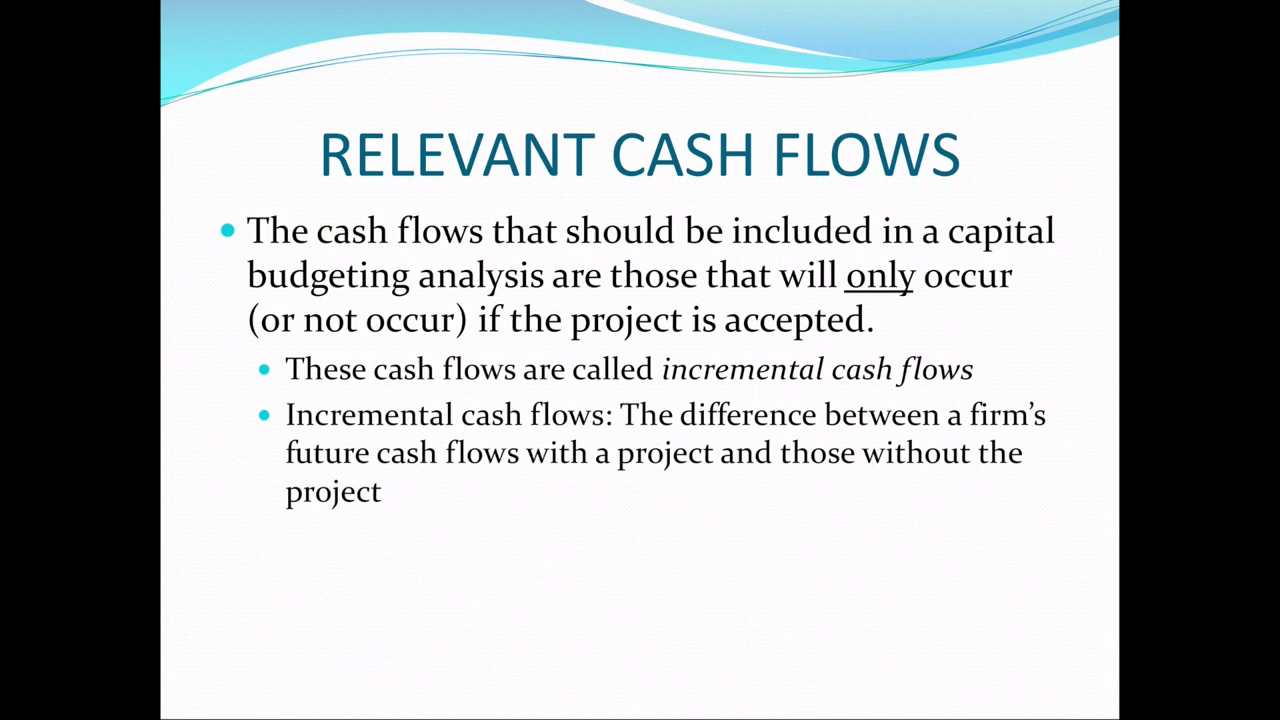 RELEVANT CASH FLOWS
The cash flows that should be included in a capital
budgeting analysis are those that will only occur
(or not occur) if the project is accepted.
These cash flows are called incremental cash flows
Incremental cash flows: The difference between a firm’s
future cash flows with a project and those without the
project